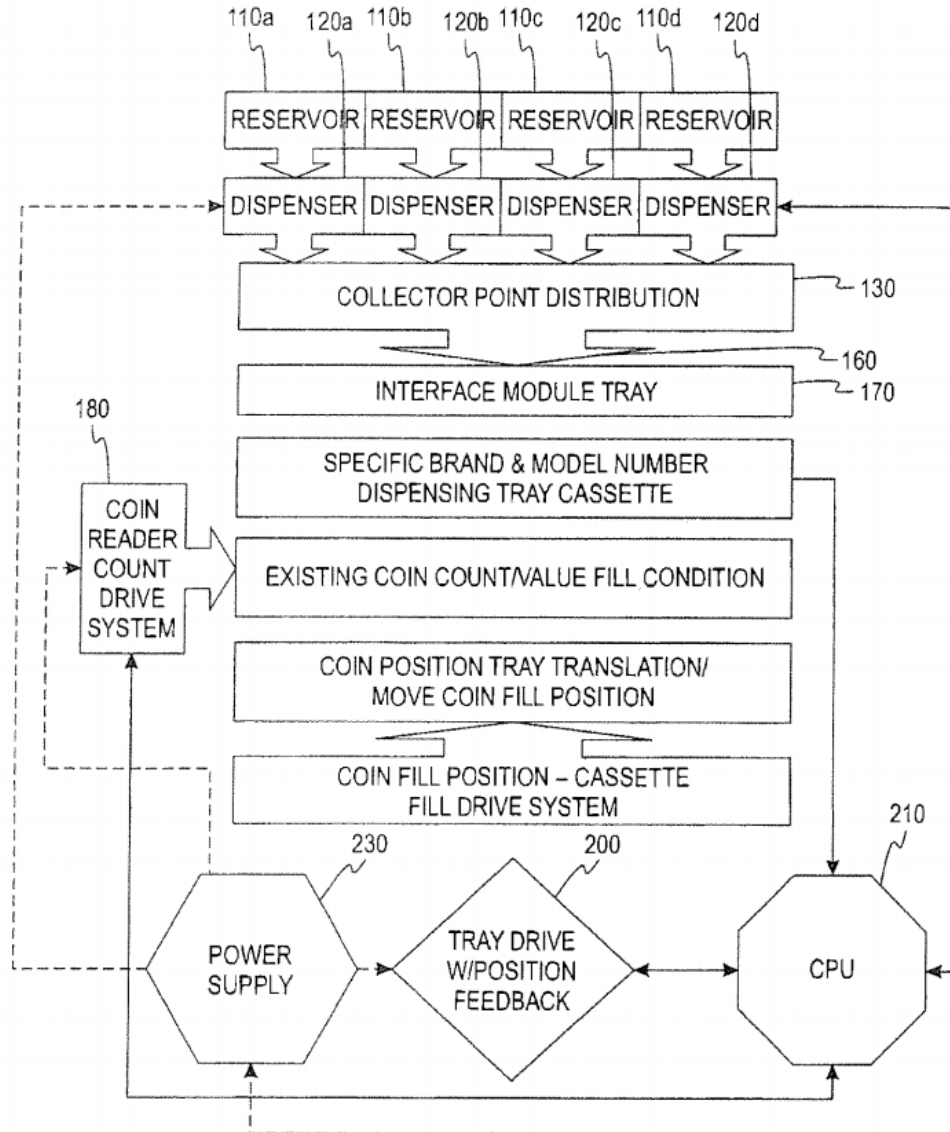 110a 120a 110b 120b 110c 120c 110d 120d
RESERVOIR RESERVOIR RESERVOIR RESERVOIR
DISPENSER DISPENSER DISPENSER DISPENSER
COLLECTOR POINT DISTRIBUTION
130
160
INTERFACE MODULE TRAY
170
180
SPECIFIC BRAND & MODEL NUMBER
DISPENSING TRAY CASSETTE
COIN
READER
COUNT
DRIVE
SYSTEM
EXISTING COIN COUNT/VALUE FILL CONDITION
COIN POSITION TRAY TRANSLATION/
MOVE COIN FILL POSITION
COIN FILL POSITION – CASSETTE
FILL DRIVE SYSTEM
230
200
210
POWER
SUPPLY
TRAY DRIVE
W/POSITION
FEEDBACK
CPU